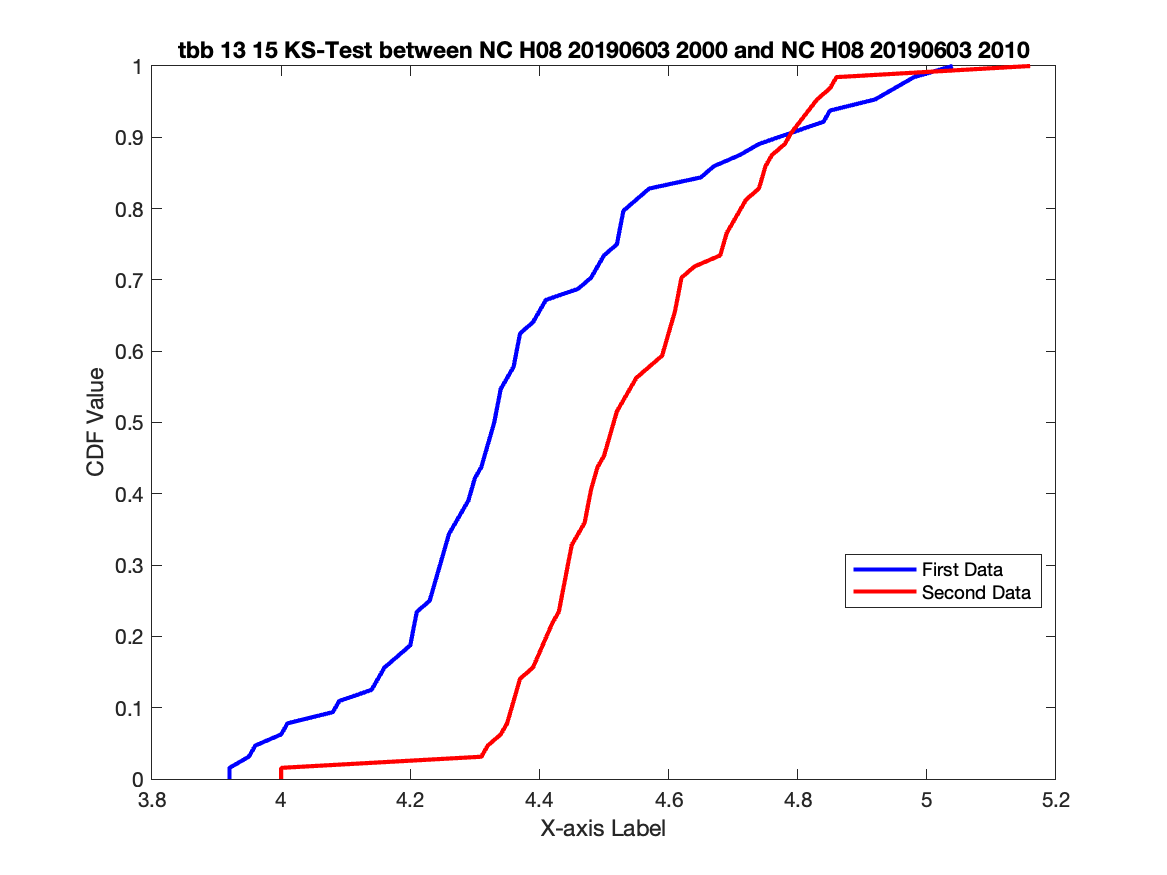 tbb 13 15 KS-Test between NC H08 20190603 2000 and NC H08 20190603 2010
1
0.9
0.8
0.7
0.6
0.5
0.4
0.3
0.2
0.1
0
CDF Value
First Data
Second Data
3.8 4 4.2 4.4 4.6 4.8 5 5.2
X-axis Label